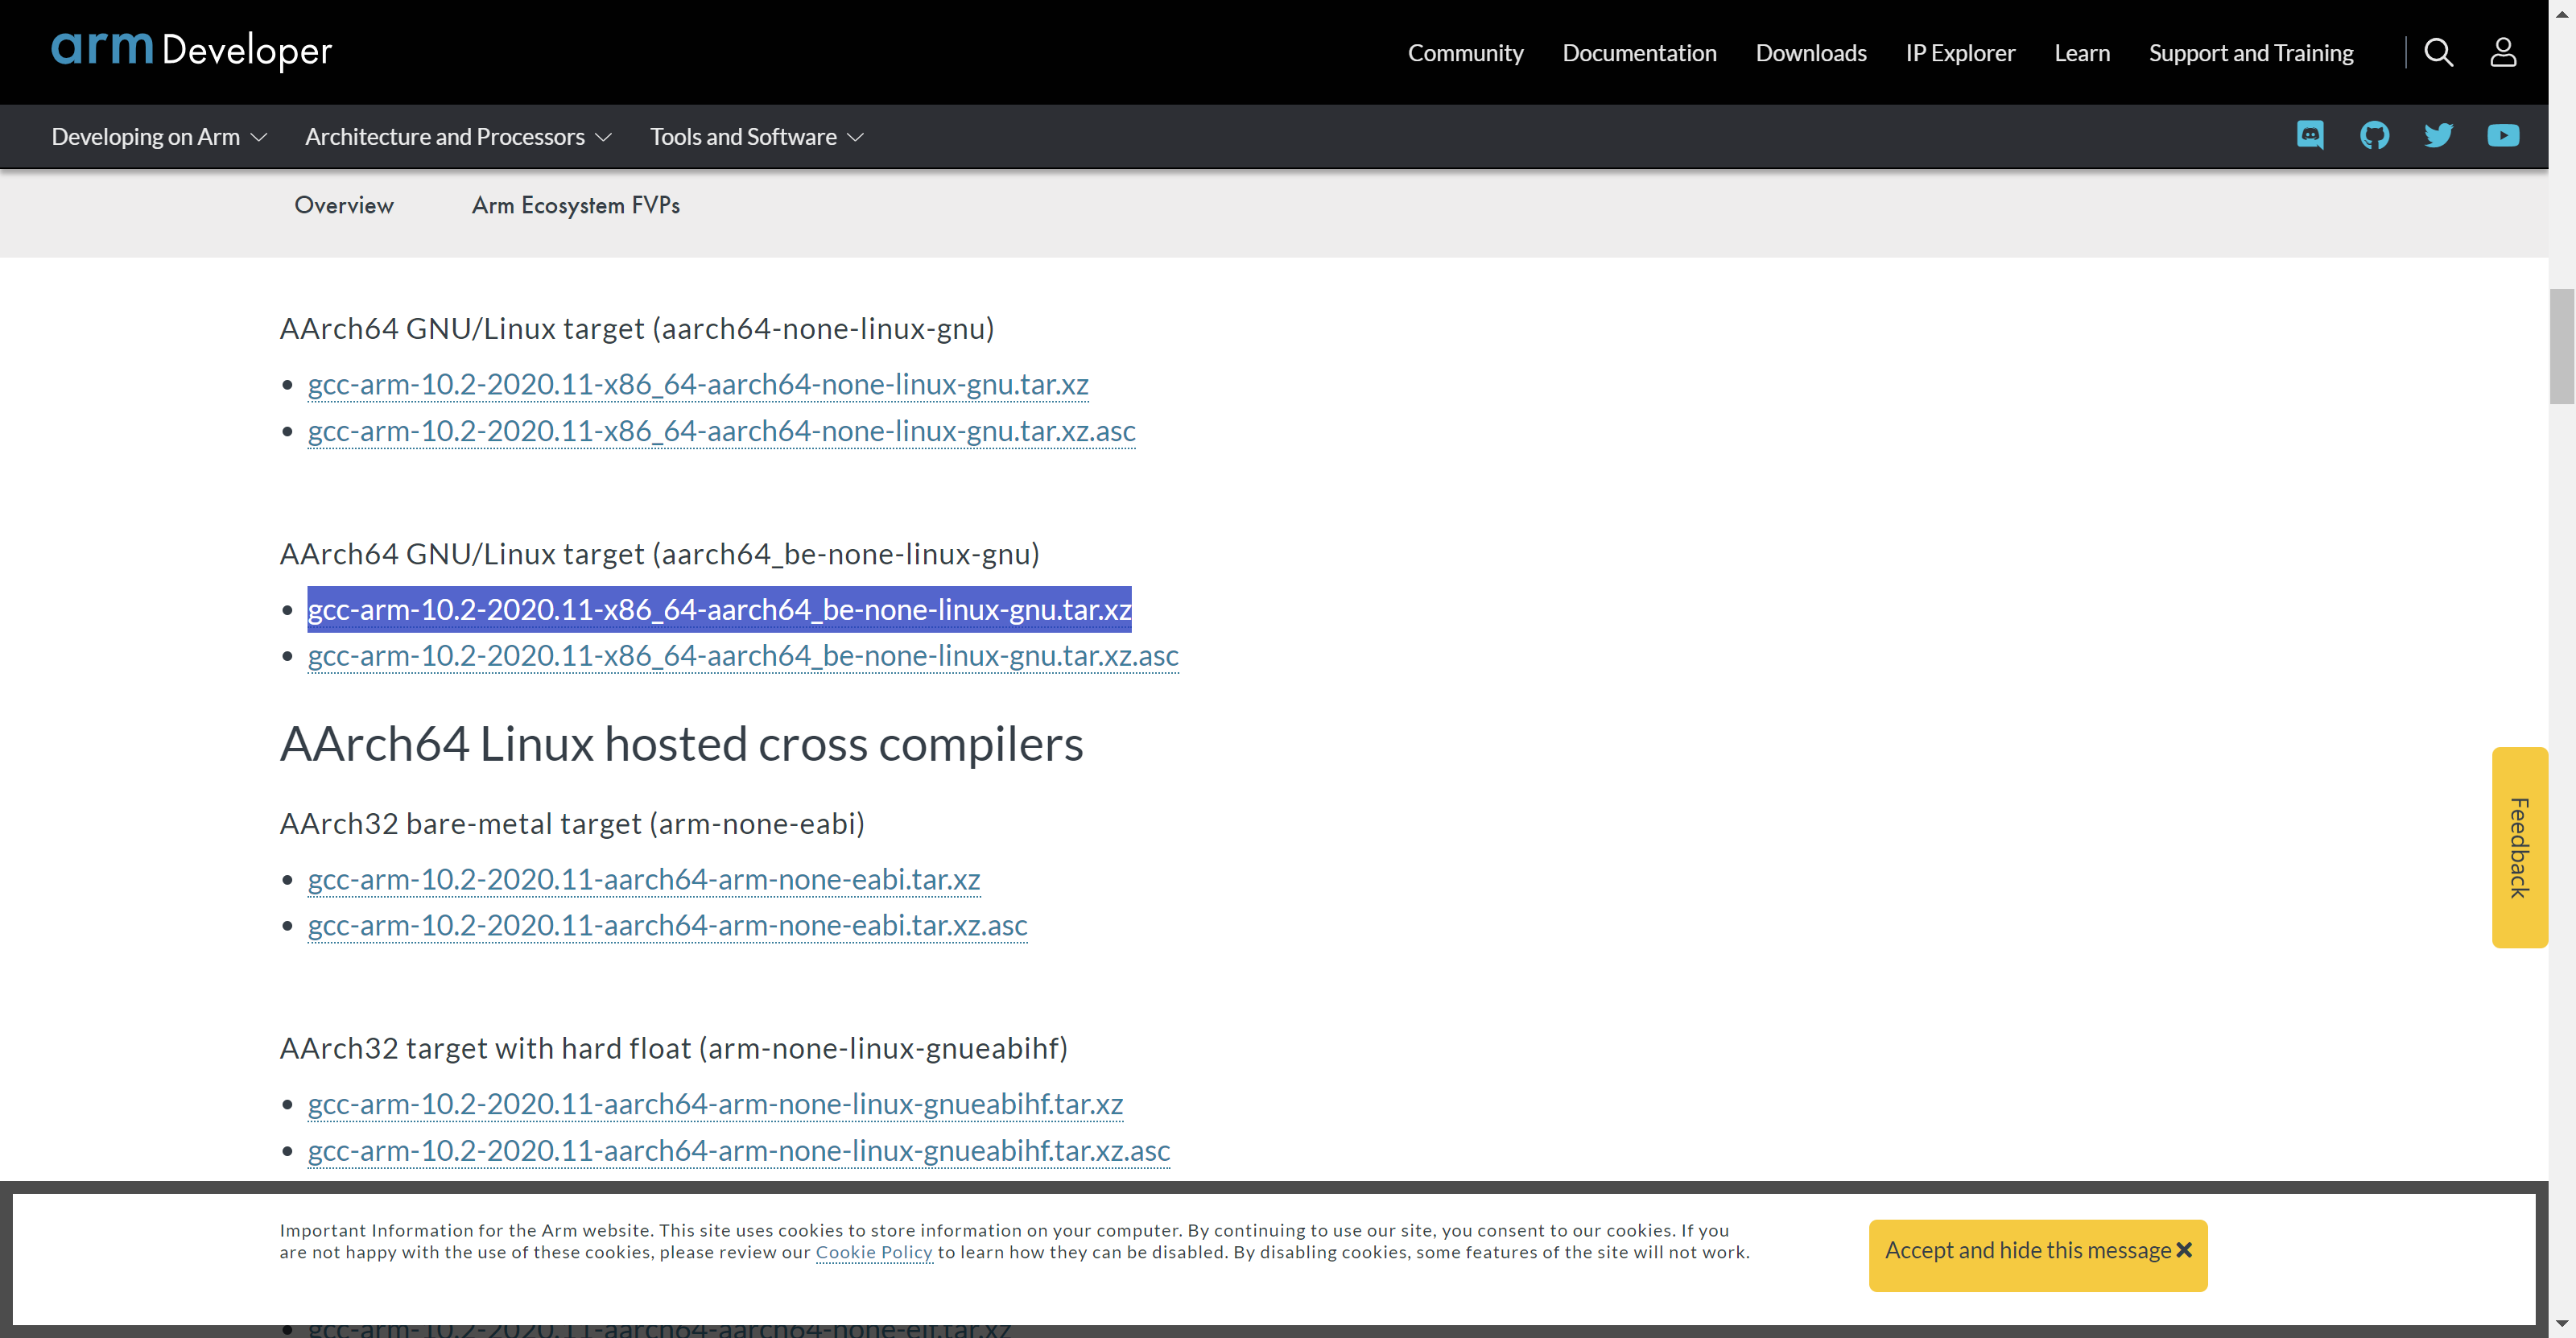 arm Developer
Community Documentation Downloads IP Explorer Learn Support and Training
Developing on Arm Architecture and Processors Tools and Software
Overview Arm Ecosystem FVPs
AArch64 GNU/Linux target (aarch64-none-linux-gnu)
gcc-arm-10.2-2020.11-x86_64-aarch64-none-linux-gnu.tar.xz
gcc-arm-10.2-2020.11-x86_64-aarch64-none-linux-gnu.tar.xz.asc
AArch64 GNU/Linux target (aarch64_be-none-linux-gnu)
gcc-arm-10.2-2020.11-x86_64-aarch64_be-none-linux-gnu.tar.xz
gcc-arm-10.2-2020.11-x86_64-aarch64_be-none-linux-gnu.tar.xz.asc
AArch64 Linux hosted cross compilers
AArch32 bare-metal target (arm-none-eabi)
gcc-arm-10.2-2020.11-aarch64-arm-none-eabi.tar.xz
gcc-arm-10.2-2020.11-aarch64-arm-none-eabi.tar.xz.asc
Feedback
AArch32 target with hard float (arm-none-linux-gnueabihf)
gcc-arm-10.2-2020.11-aarch64-arm-none-linux-gnueabihf.tar.xz
gcc-arm-10.2-2020.11-aarch64-arm-none-linux-gnueabihf.tar.xz.asc
Important Information for the Arm website. This site uses cookies to store information on your computer. By continuing to use our site, you consent to our cookies. If you
are not happy with the use of these cookies, please review our Cookie Policy to learn how they can be disabled. By disabling cookies, some features of the site will not work.
Accept and hide this message
gcc-arm-10.2-2020.11-aarch64-aarch64-none-elf.tar.xz